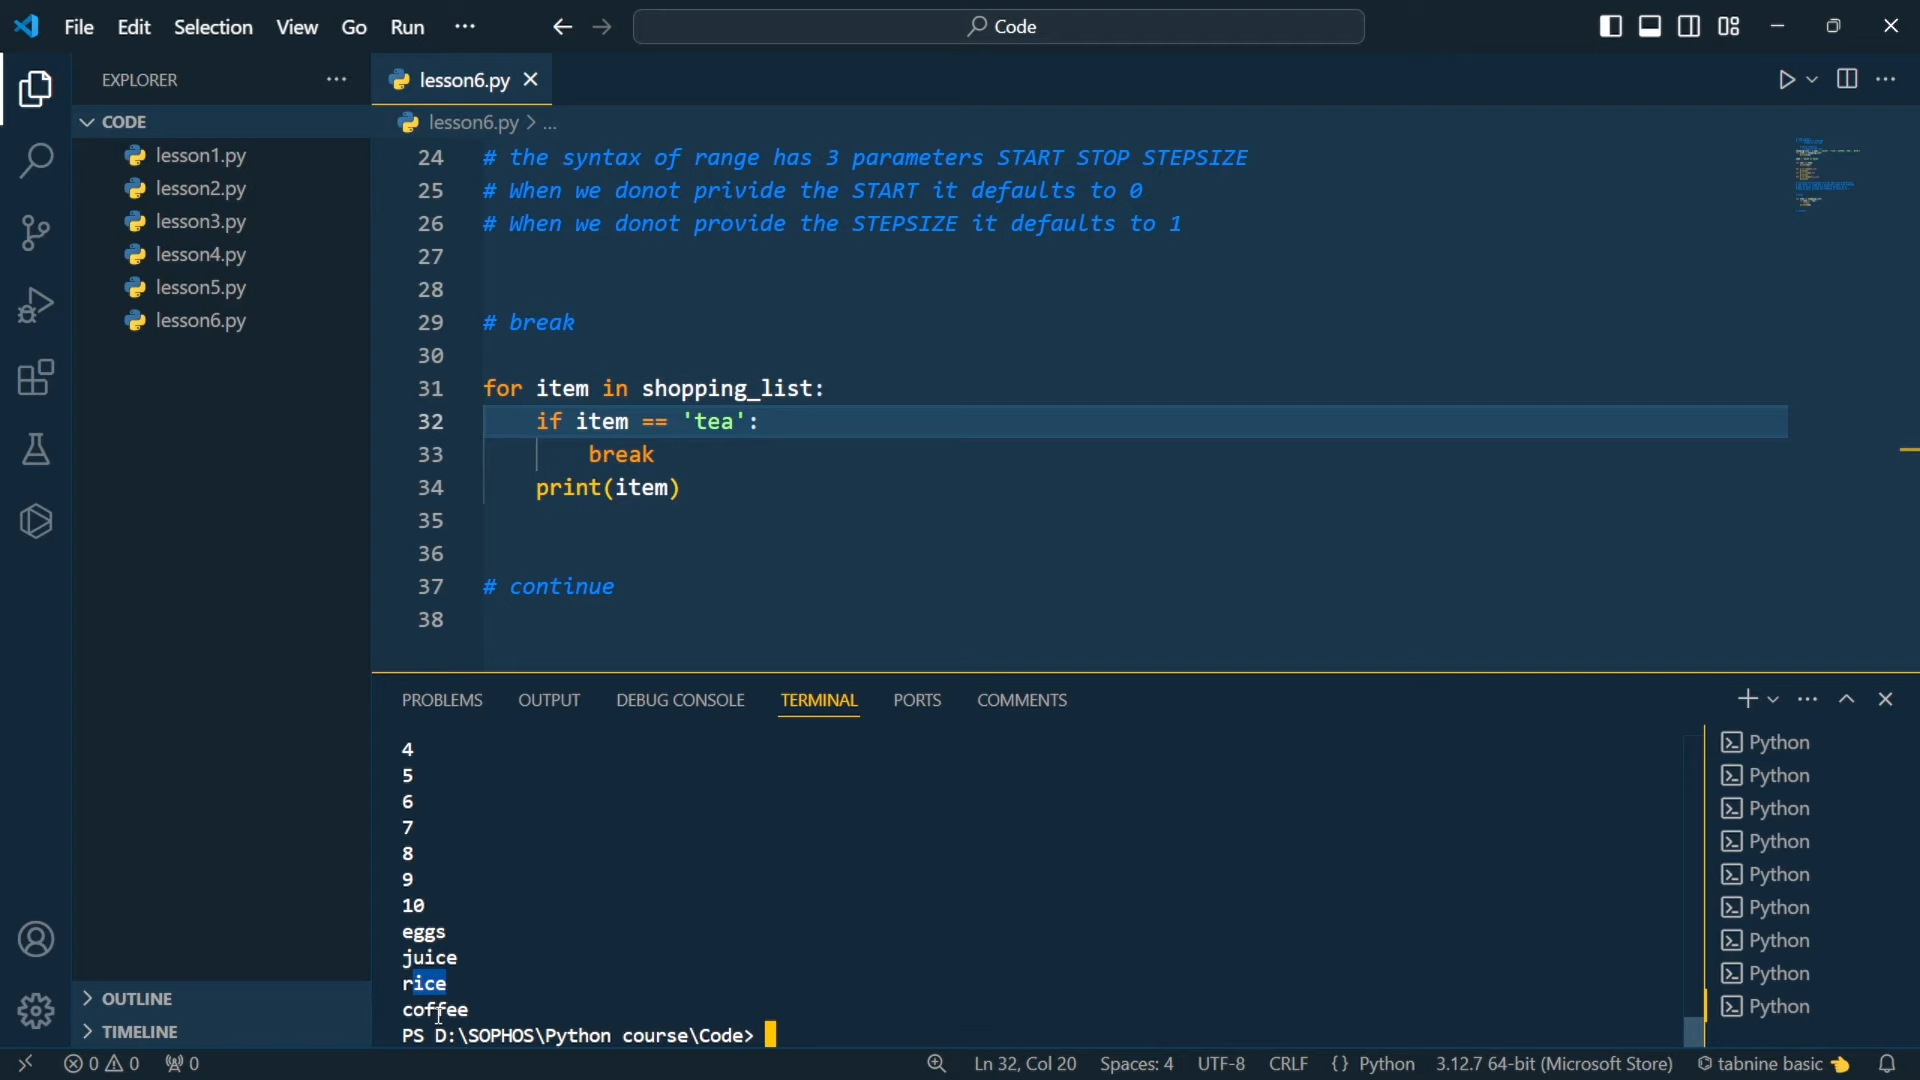 File Edit Selection View Go Run ··· Code
EXPLORER ···
CODE
lesson1.py
lesson2.py
lesson3.py
lesson4.py
lesson5.py
lesson6.py
OUTLINE
TIMELINE
lesson6.py
lesson6.py > ...
24 # the syntax of range has 3 parameters START STOP STEPSIZE
25 # When we donot privide the START it defaults to 0
26 # When we donot provide the STEPSIZE it defaults to 1
27
28
29 # break
30
31 for item in shopping_list:
32 if item == 'tea':
33 break
34 print(item)
35
36
37 # continue
38
PROBLEMS OUTPUT DEBUG CONSOLE TERMINAL PORTS COMMENTS
4
5
6
7
8
9
10
eggs
juice
rice
coffee
PS D:\SOPHOS\Python course\Code>
Python
Python
Python
Python
Python
Python
Python
Python
Python
0 0 0 Ln 32, Col 20 Spaces: 4 UTF-8 CRLF {} Python 3.12.7 64-bit (Microsoft Store) tabnine basic